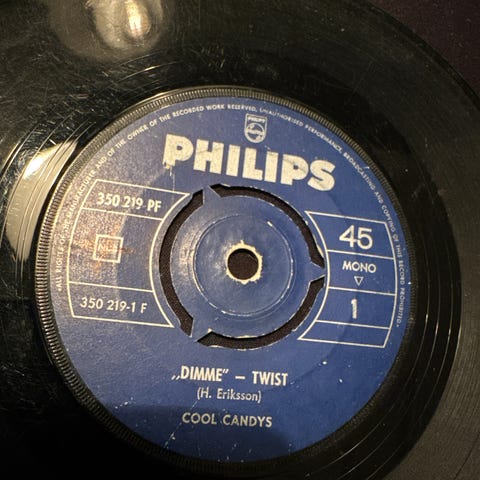 ALL RIGHTS OF THE MANUFACTURER AND OF THE OWNER OF THE RECORDED WORK RESERVED, UNAUTHORISED PERFORMANCE, BROADCASTING AND COPYING OF THIS RECORD PROHIBITED
PHILIPS
PHILIPS
350 219 PF
45
MONO
1
350 219-1 F
„DIMME” – TWIST
(H. Eriksson)
COOL CANDYS